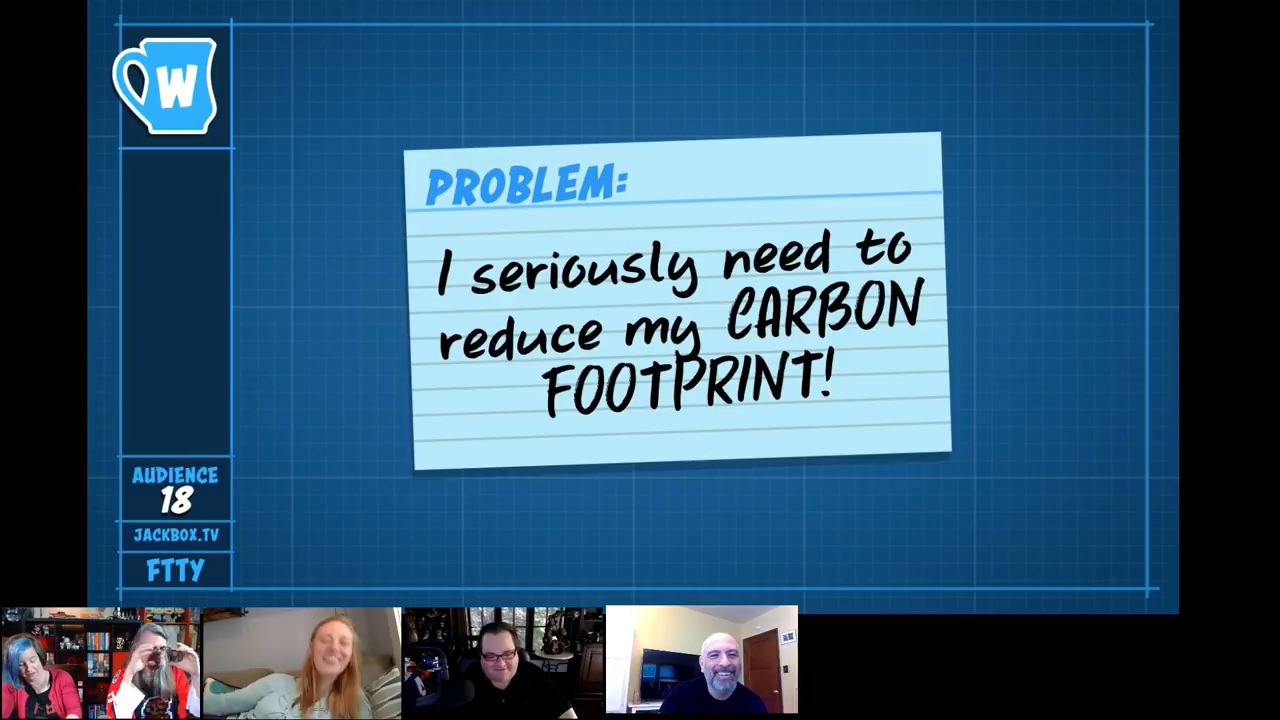 W
PROBLEM:
I seriously need to
reduce my CARBON
FOOTPRINT!
AUDIENCE
18
JACKBOX.TV
FTTY